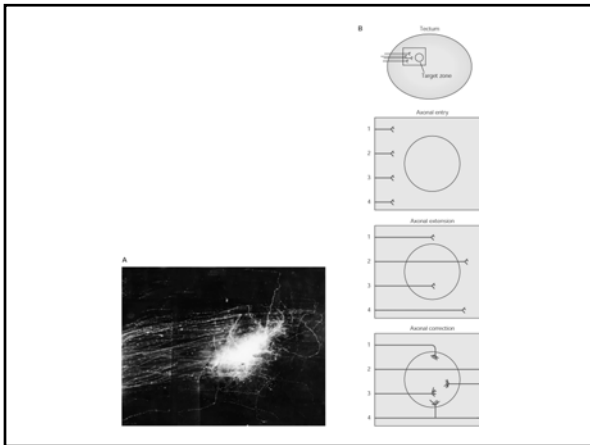 B
Tectum
Target zone
Axonal entry
1
2
3
4
Axonal extension
1
2
3
4
A
Axonal correction
1
2
3
4